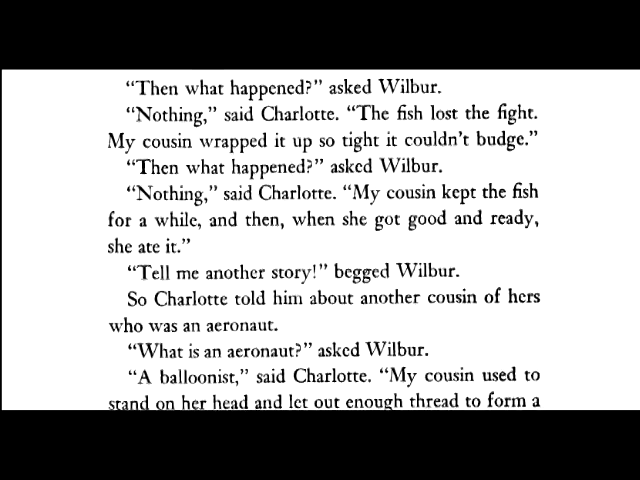 “Then what happened?” asked Wilbur.
“Nothing,” said Charlotte. “The fish lost the fight.
My cousin wrapped it up so tight it couldn’t budge.”
“Then what happened?” asked Wilbur.
“Nothing,” said Charlotte. “My cousin kept the fish
for a while, and then, when she got good and ready,
she ate it.”
“Tell me another story!” begged Wilbur.
So Charlotte told him about another cousin of hers
who was an aeronaut.
“What is an aeronaut?” asked Wilbur.
“A balloonist,” said Charlotte. “My cousin used to
stand on her head and let out enough thread to form a